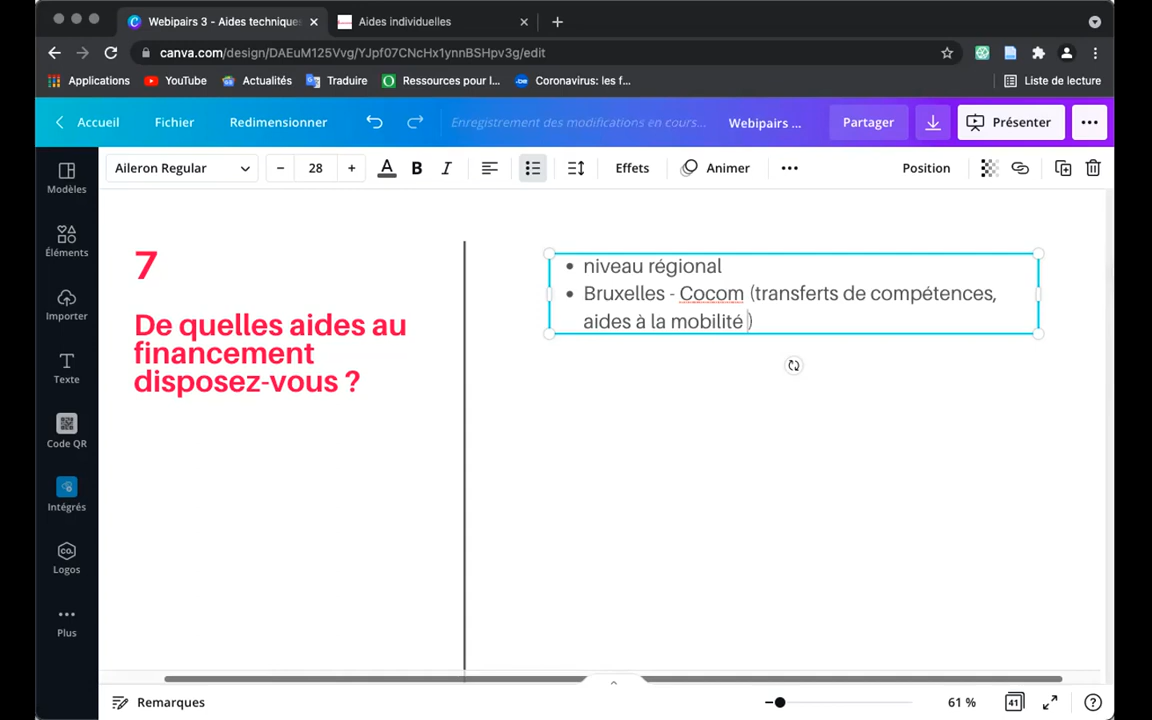 Webipairs 3 - Aides techniques
Aides individuelles
canva.com/design/DAEuM125Vvg/YJpf07CNcHx1ynnBSHpv3g/edit
Applications
YouTube
Actualités
Traduire
Ressources pour l...
Coronavirus: les f...
Liste de lecture
Accueil
Fichier
Redimensionner
Enregistrement des modifications en cours...
Webipairs ...
Partager
Présenter
Aileron Regular
28
A
B
I
Effets
Animer
Position
Modèles
Éléments
Importer
Texte
Code QR
Intégrés
CO.
Logos
Plus
7
De quelles aides au
financement
disposez-vous ?
• niveau régional
• Bruxelles - Cocom (transferts de compétences,
aides à la mobilité )
Remarques
61 %
41